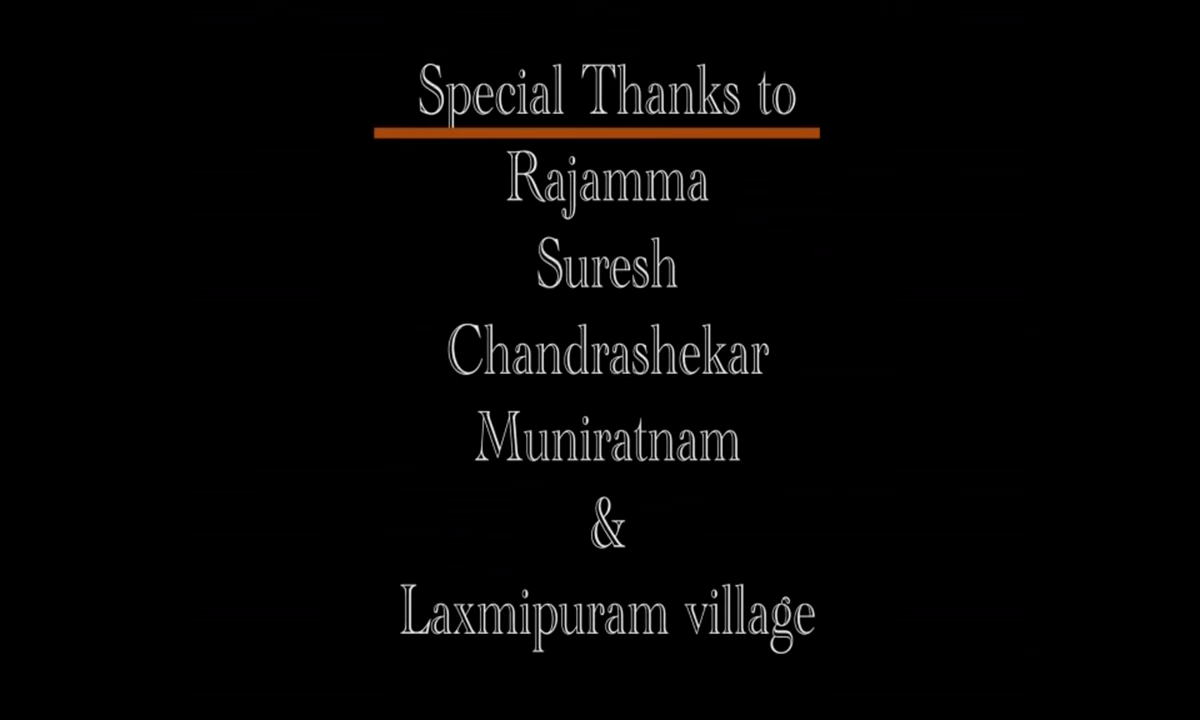 Special Thanks to
Rajamma
Suresh
Chandrashekar
Muniratnam
&
Laxmipuram village